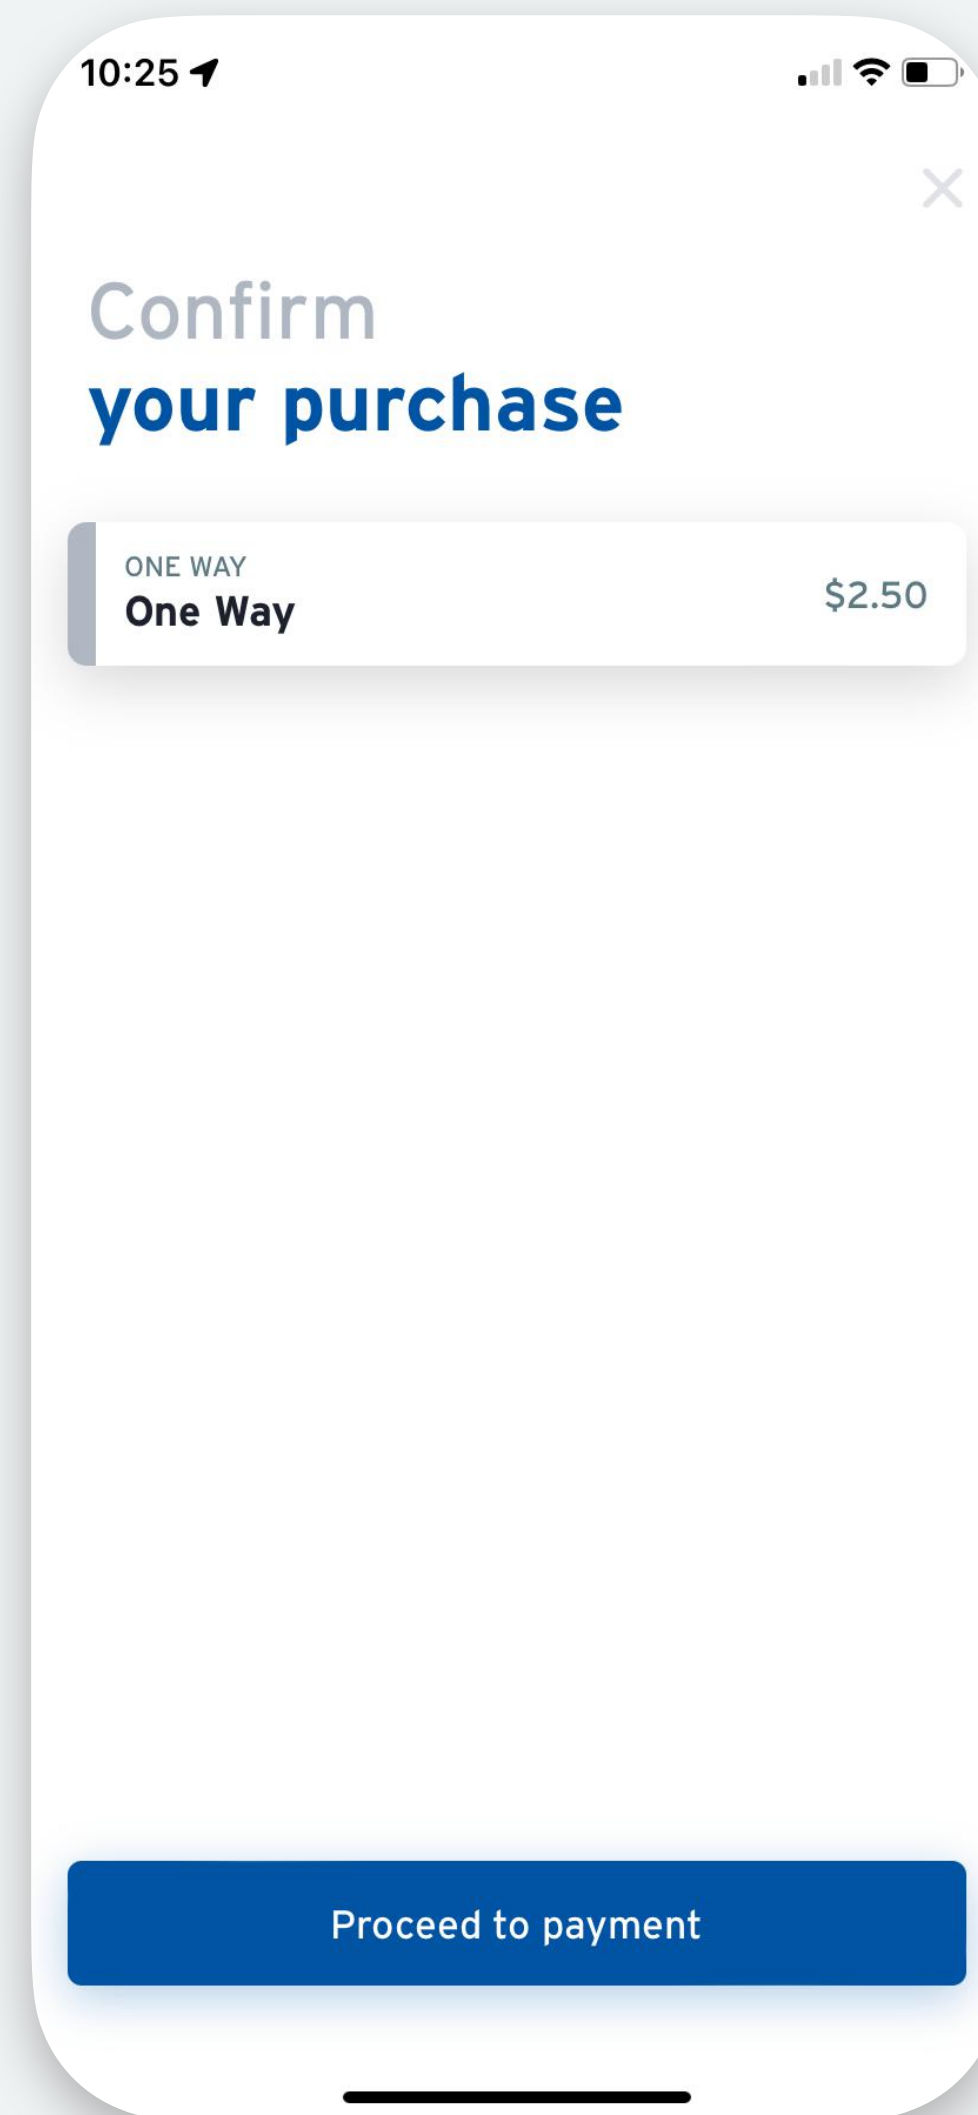 10:25
Confirm
your purchase
ONE WAY
One Way
$2.50
Proceed to payment